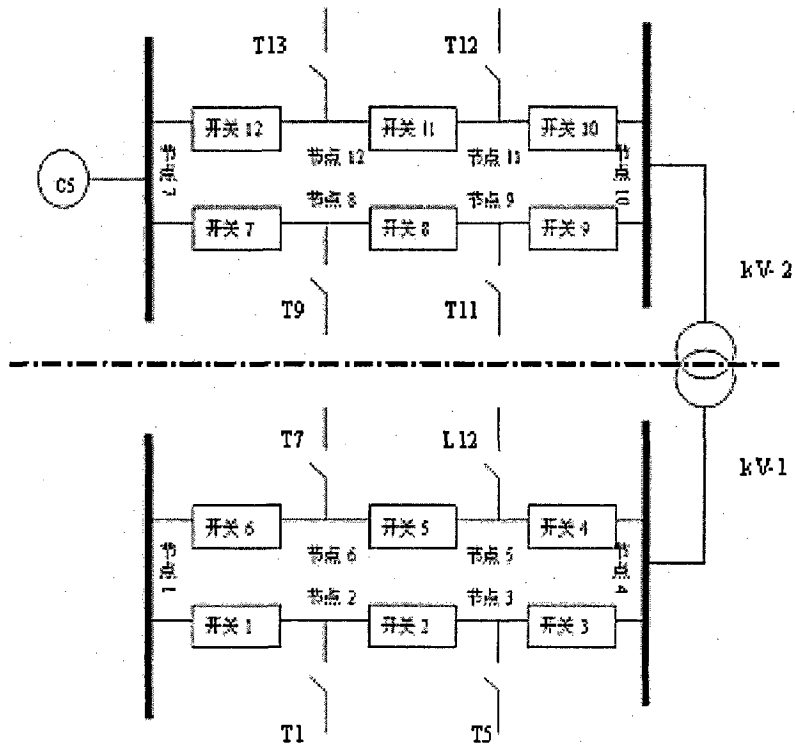 T13
T12
开关 12
开关 11
开关 10
节点 7
节点 12
节点 11
节点 10
C5
节点 8
节点 9
开关 7
开关 8
开关 9
kV-2
T9
T11
T7
L12
kV-1
开关 6
开关 5
开关 4
节点 1
节点 6
节点 5
节点 4
节点 2
节点 3
开关 1
开关 2
开关 3
T1
T5